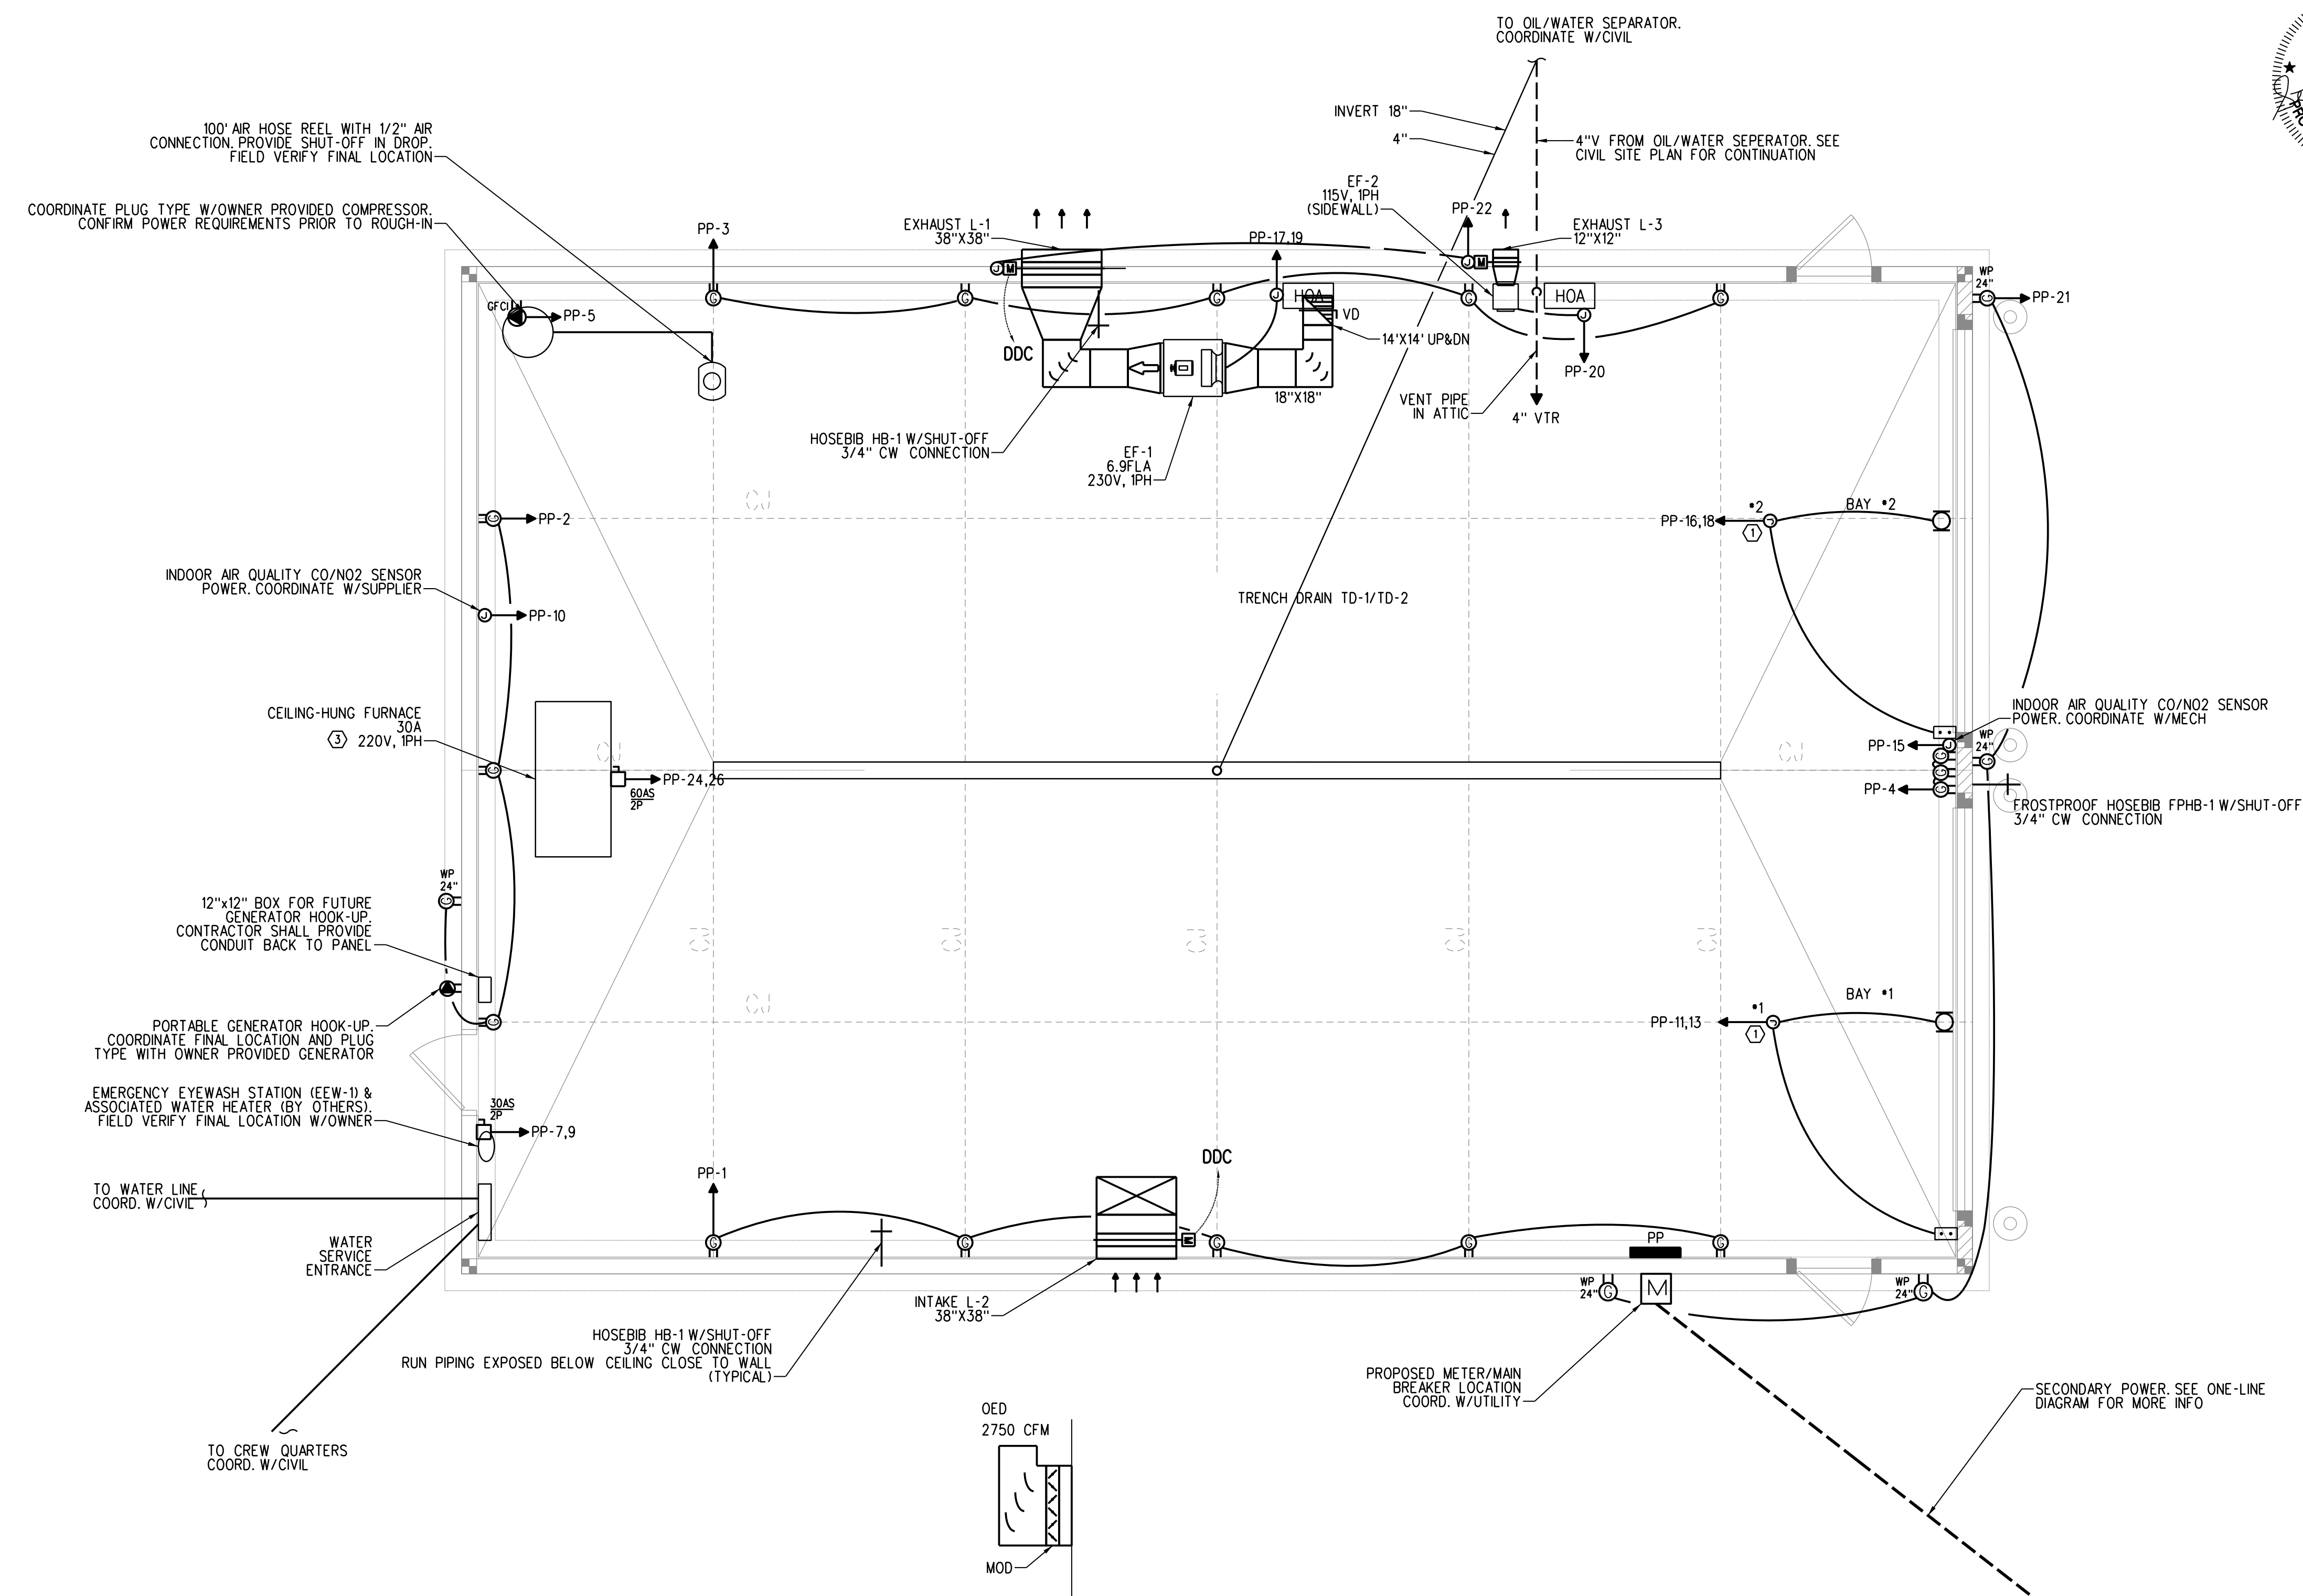 TO OIL/WATER SEPARATOR.
COORDINATE W/CIVIL
INVERT 18"
4"
4"V FROM OIL/WATER SEPERATOR. SEE
CIVIL SITE PLAN FOR CONTINUATION
100' AIR HOSE REEL WITH 1/2" AIR
CONNECTION. PROVIDE SHUT-OFF IN DROP.
FIELD VERIFY FINAL LOCATION
COORDINATE PLUG TYPE W/OWNER PROVIDED COMPRESSOR.
CONFIRM POWER REQUIREMENTS PRIOR TO ROUGH-IN
PP-3
EXHAUST L-1
38"X38"
PP-17,19
EF-2
115V, 1PH
(SIDEWALL)
PP-22
EXHAUST L-3
12"X12"
J
M
J
M
GFCI
PP-5
G
G
G
J
HOA
G
HOA
J
G
WP
24"
G
PP-21
VD
DDC
14'X14' UP&DN
18"X18"
PP-20
VENT PIPE
IN ATTIC
4" VTR
HOSEBIB HB-1 W/SHUT-OFF
3/4" CW CONNECTION
EF-1
6.9FLA
230V, 1PH
CJ
G
PP-2
PP-16,18
#2
J
1
BAY #2
INDOOR AIR QUALITY CO/NO2 SENSOR
POWER. COORDINATE W/SUPPLIER
J
PP-10
TRENCH DRAIN TD-1/TD-2
CEILING-HUNG FURNACE
30A
3
220V, 1PH
CJ
G
PP-24,26
60AS
2P
CJ
INDOOR AIR QUALITY CO/NO2 SENSOR
POWER. COORDINATE W/MECH
PP-15
J
WP
24"
G
G
G
G
PP-4
FROSTPROOF HOSEBIB FPHB-1 W/SHUT-OFF
3/4" CW CONNECTION
WP
24"
G
12"x12" BOX FOR FUTURE
GENERATOR HOOK-UP.
CONTRACTOR SHALL PROVIDE
CONDUIT BACK TO PANEL
CJ
CJ
CJ
CJ
CJ
CJ
G
PORTABLE GENERATOR HOOK-UP.
COORDINATE FINAL LOCATION AND PLUG
TYPE WITH OWNER PROVIDED GENERATOR
PP-11,13
#1
J
1
BAY #1
EMERGENCY EYEWASH STATION (EEW-1) &
ASSOCIATED WATER HEATER (BY OTHERS).
FIELD VERIFY FINAL LOCATION W/OWNER
30AS
2P
PP-7,9
TO WATER LINE
COORD. W/CIVIL
PP-1
DDC
WATER
SERVICE
ENTRANCE
G
G
M
G
G
PP
G
WP
24"
G
M
WP
24"
G
INTAKE L-2
38"X38"
HOSEBIB HB-1 W/SHUT-OFF
3/4" CW CONNECTION
RUN PIPING EXPOSED BELOW CEILING CLOSE TO WALL
(TYPICAL)
PROPOSED METER/MAIN
BREAKER LOCATION
COORD. W/UTILITY
SECONDARY POWER. SEE ONE-LINE
DIAGRAM FOR MORE INFO
TO CREW QUARTERS
COORD. W/CIVIL
OED
2750 CFM
MOD